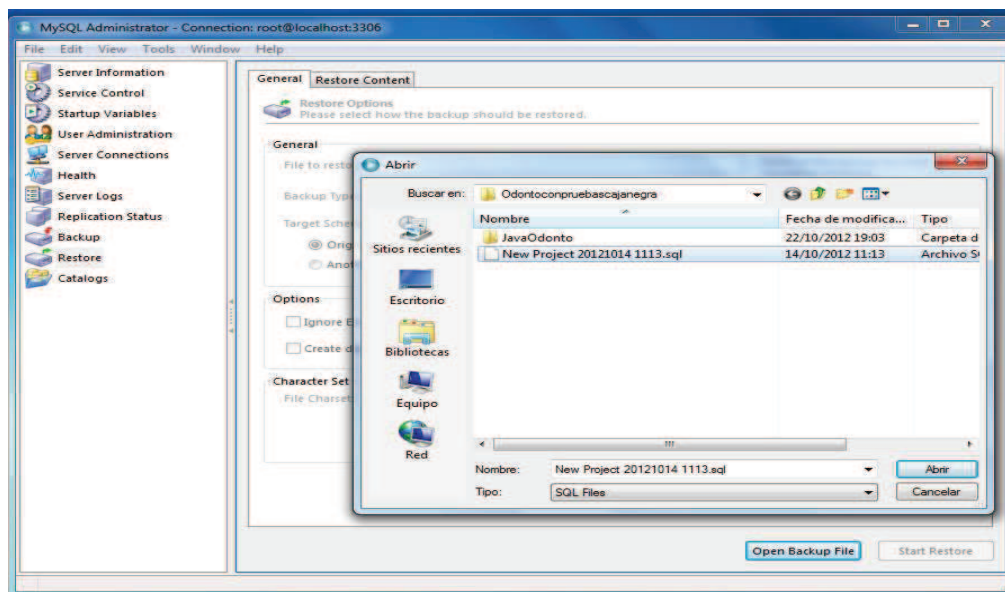 MySQL Administrator - Connection: root@localhost:3306
File Edit View Tools Window Help
Server Information
Service Control
Startup Variables
User Administration
Server Connections
Health
Server Logs
Replication Status
Backup
Restore
Catalogs
General Restore Content
Restore Options
Please select how the backup should be restored.
General
File to resto
Backup Type
Target Sche
Orig
Anot
Options
Ignore E
Create d
Character Set
File Charset
Abrir
Buscar en: Odontoconpruebascajanegra
Sitios recientes
Escritorio
Bibliotecas
Equipo
Red
Nombre Fecha de modifica... Tipo
JavaOdonto 22/10/2012 19:03 Carpeta d
New Project 20121014 1113.sql 14/10/2012 11:13 Archivo S
Nombre: New Project 20121014 1113.sql Abrir
Tipo: SQL Files Cancelar
Open Backup File Start Restore